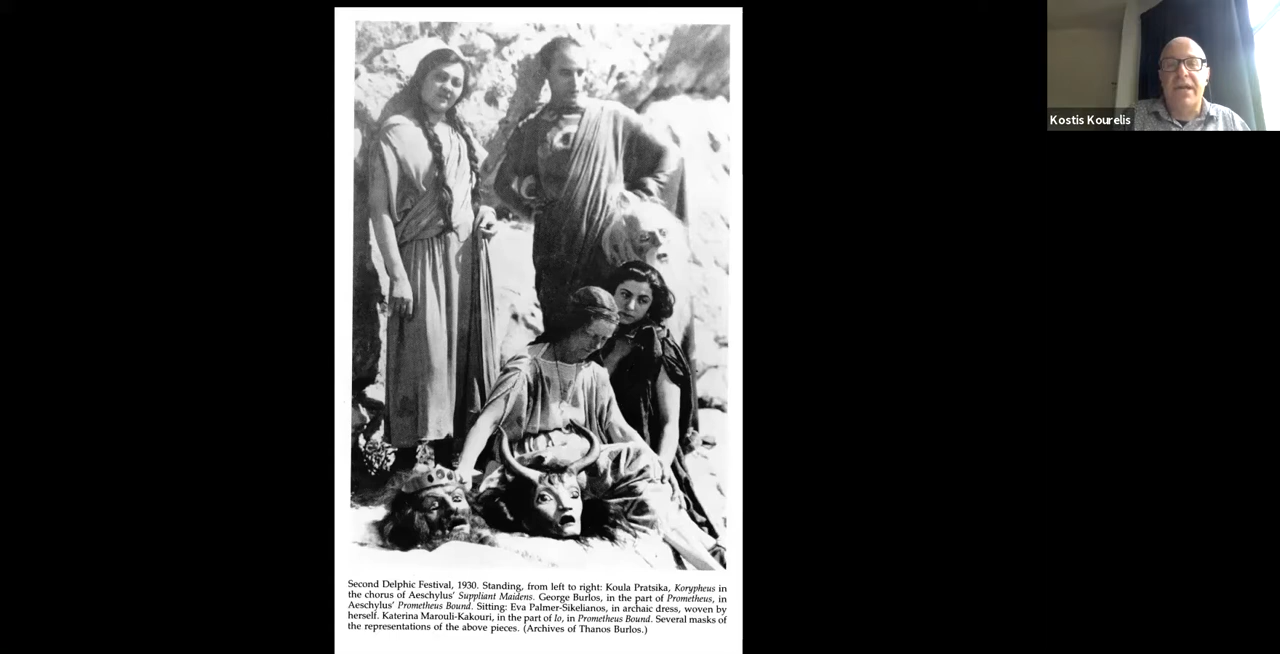 Kostis Kourelis
Second Delphic Festival, 1930. Standing, from left to right: Koula Pratsika, Korypheus in
the chorus of Aeschylus' Suppliant Maidens. George Burlos, in the part of Prometheus, in
Aeschylus' Prometheus Bound. Sitting: Eva Palmer-Sikelianos, in archaic dress, woven by
herself. Katerina Marouli-Kakouri, in the part of Io, in Prometheus Bound. Several masks of
the representations of the above pieces. (Archives of Thanos Burlos.)